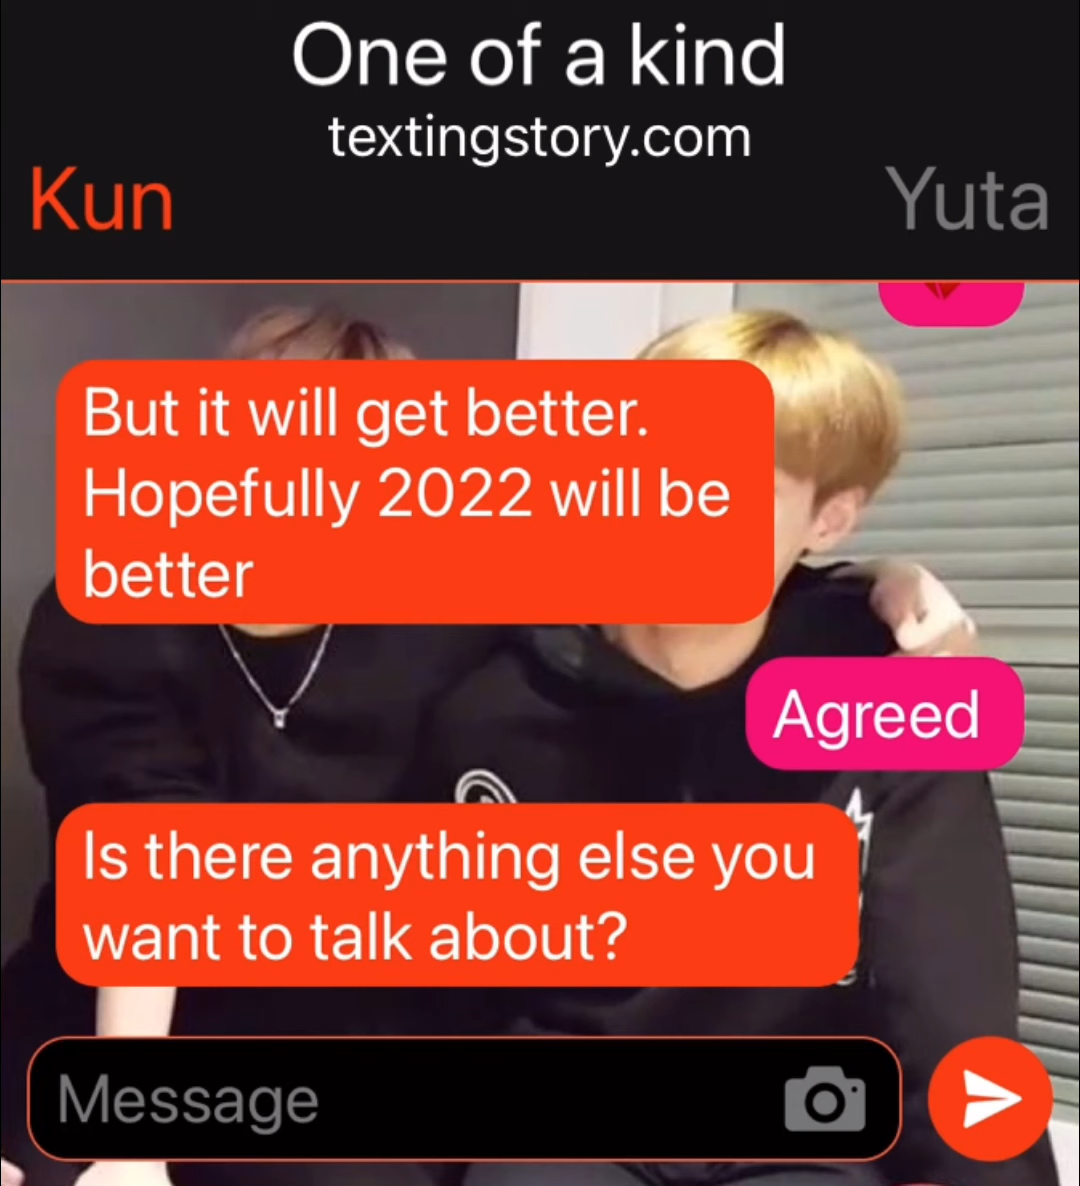 One of a kind
textingstory.com
Kun
Yuta
But it will get better.
Hopefully 2022 will be
better
Agreed
Is there anything else you
want to talk about?
Message